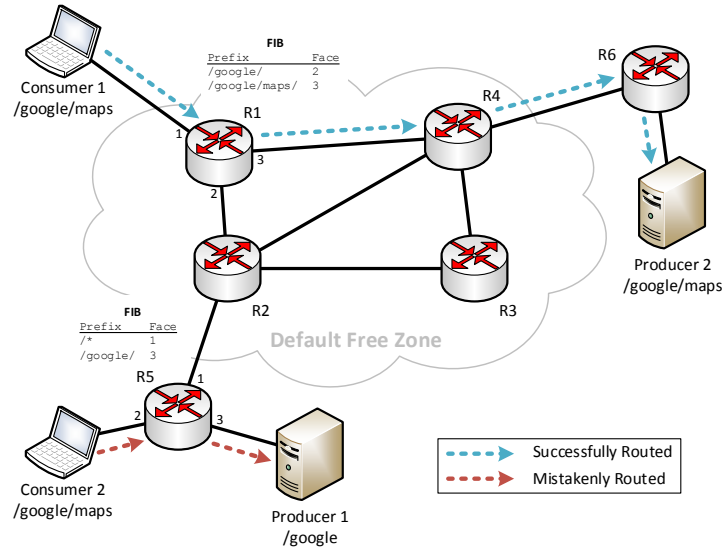 FIB
Prefix Face
/google/ 2
/google/maps/ 3
Consumer 1
/google/maps
R1
1
3
2
R4
R6
Producer 2
/google/maps
R2
R3
Default Free Zone
FIB
Prefix Face
/* 1
/google/ 3
R5
1
2
3
Consumer 2
/google/maps
Producer 1
/google
Successfully Routed
Mistakenly Routed